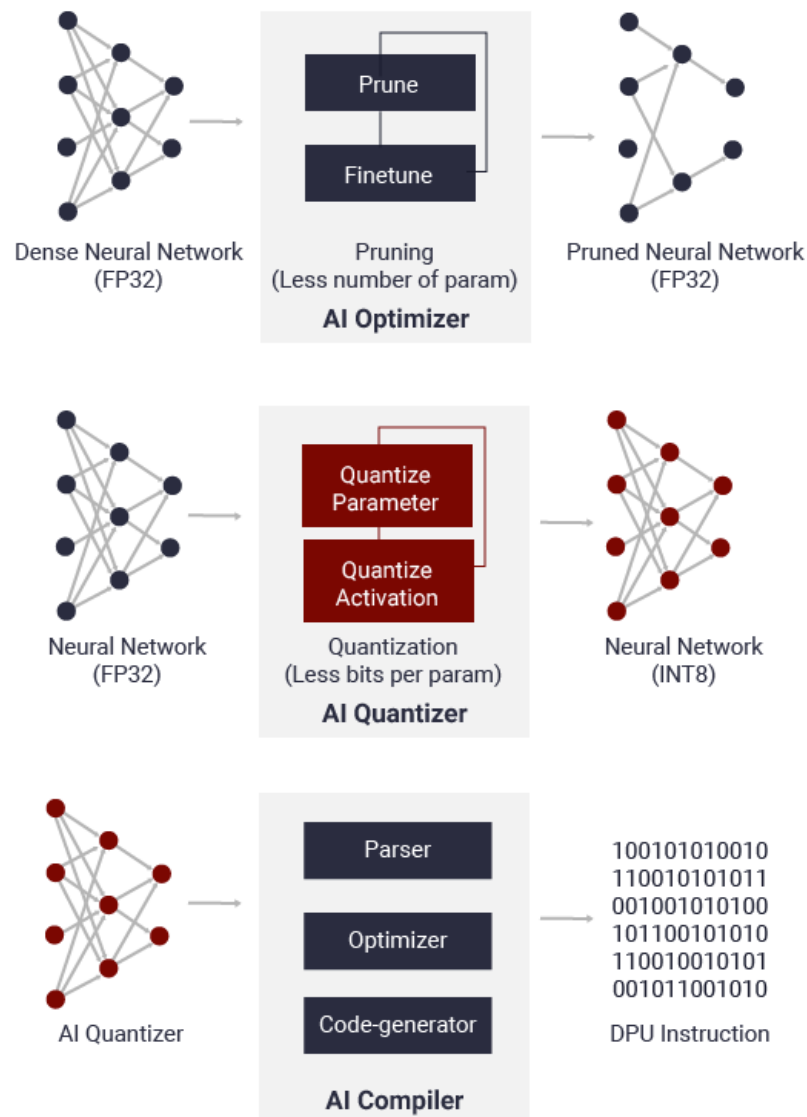 Prune
Finetune
Dense Neural Network
(FP32)
Pruning
(Less number of param)
AI Optimizer
Pruned Neural Network
(FP32)
Quantize
Parameter
Quantize
Activation
Neural Network
(FP32)
Quantization
(Less bits per param)
AI Quantizer
Neural Network
(INT8)
Parser
Optimizer
Code-generator
AI Quantizer
AI Compiler
100101010010
110010101011
001001010100
101100101010
110010010101
001011001010
DPU Instruction